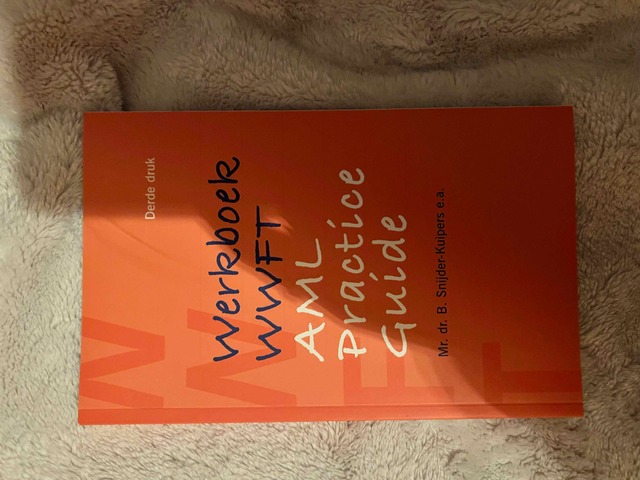 Derde druk
Werkboek
WWFT
AML
Practice
Guide
Mr. dr. B. Snijder-Kuipers e.a.
W
W
F
T